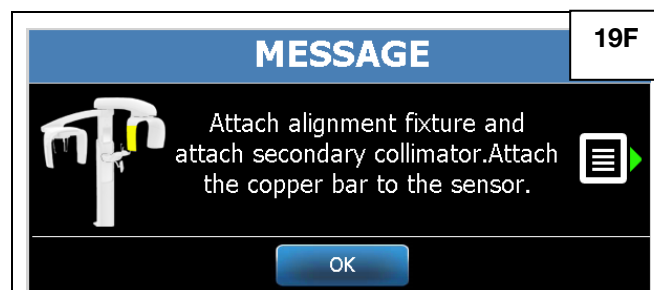 19F
MESSAGE
Attach alignment fixture and
attach secondary collimator.Attach
the copper bar to the sensor.
OK